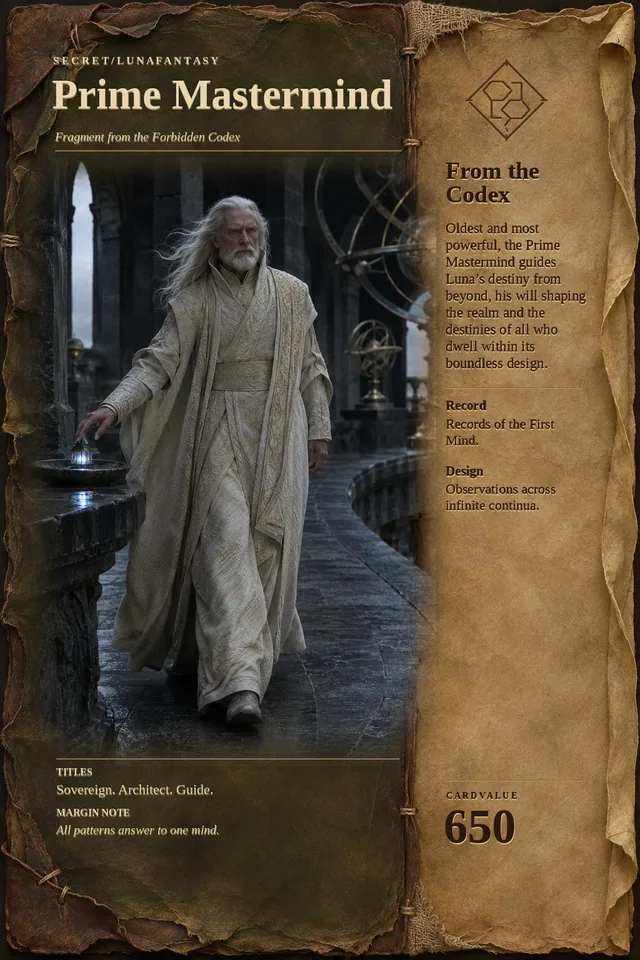 SECRET/LUNAFANTASY
Prime Mastermind
Fragment from the Forbidden Codex
From the
Codex
Oldest and most
powerful, the Prime
Mastermind guides
Luna's destiny from
beyond, his will shaping
the realm and the
destinies of all who
dwell within its
boundless design.
Record
Records of the First
Mind.
Design
Observations across
infinite continua.
TITLES
Sovereign. Architect. Guide.
MARGIN NOTE
All patterns answer to one mind.
CARDVALUE
650